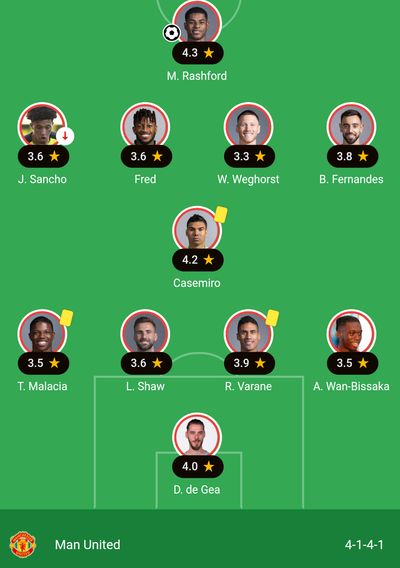 4.3 ★
M. Rashford
3.6 ★
3.6 ★
3.3 ★
3.8 ★
J. Sancho
Fred
W. Weghorst
B. Fernandes
4.2 ★
Casemiro
3.5 ★
3.6 ★
3.9 ★
3.5 ★
T. Malacia
L. Shaw
R. Varane
A. Wan-Bissaka
4.0 ★
D. de Gea
Man United
4-1-4-1